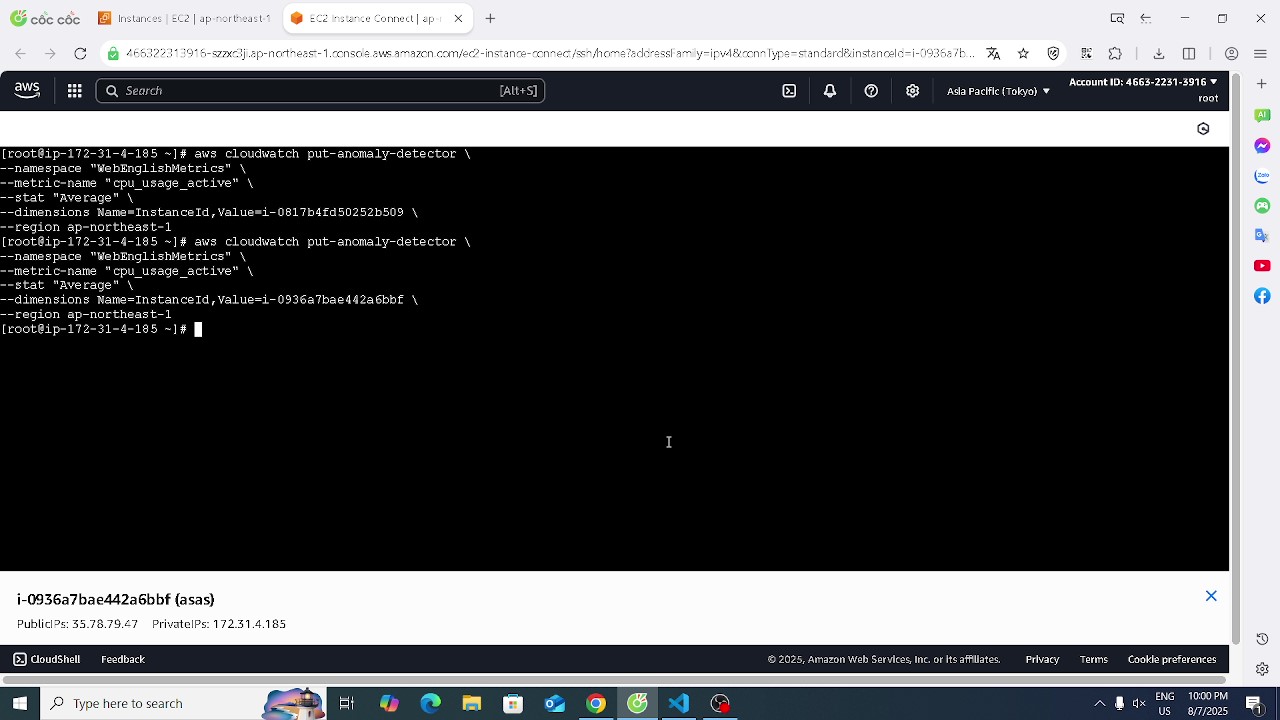 cốc cốc
Instances | EC2 | ap-northeast-1
EC2 Instance Connect | ap-
466322313916-szzxc3ji.ap-northeast-1.console.aws.amazon.com/ec2-instance-connect/ssh/home?addressFamily=ipv4&connType=standard&instanceId=i-0936a7b...
aws
Search
[Alt+S]
Asia Pacific (Tokyo)
Account ID: 4663-2231-3916
root
[root@ip-172-31-4-185 ~]# aws cloudwatch put-anomaly-detector \
--namespace "WebEnglishMetrics" \
--metric-name "cpu_usage_active" \
--stat "Average" \
--dimensions Name=InstanceId,Value=i-0817b4fd50252b509 \
--region ap-northeast-1
[root@ip-172-31-4-185 ~]# aws cloudwatch put-anomaly-detector \
--namespace "WebEnglishMetrics" \
--metric-name "cpu_usage_active" \
--stat "Average" \
--dimensions Name=InstanceId,Value=i-0936a7bae442a6bbf \
--region ap-northeast-1
[root@ip-172-31-4-185 ~]#
i-0936a7bae442a6bbf (asas)
PublicIPs: 35.78.79.47 PrivateIPs: 172.31.4.185
CloudShell
Feedback
© 2025, Amazon Web Services, Inc. or its affiliates.
Privacy
Terms
Cookie preferences
AI
Zalo
Type here to search
ENG
US
10:00 PM
8/7/2025